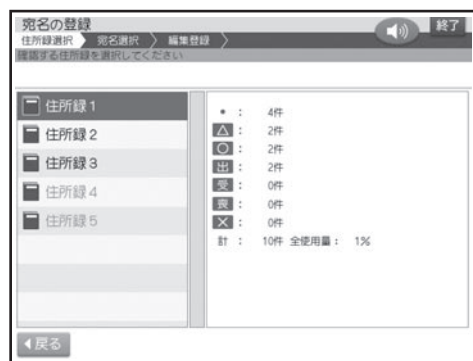 宛名の登録
終了
住所録選択 宛名選択 編集登録
確認する住所録を選択してください
住所録1
住所録2
住所録3
住所録4
住所録5
• : 4件
△ : 2件
○ : 2件
出 : 2件
受 : 0件
喪 : 0件
× : 0件
計 : 10件 全使用量 : 1%
戻る